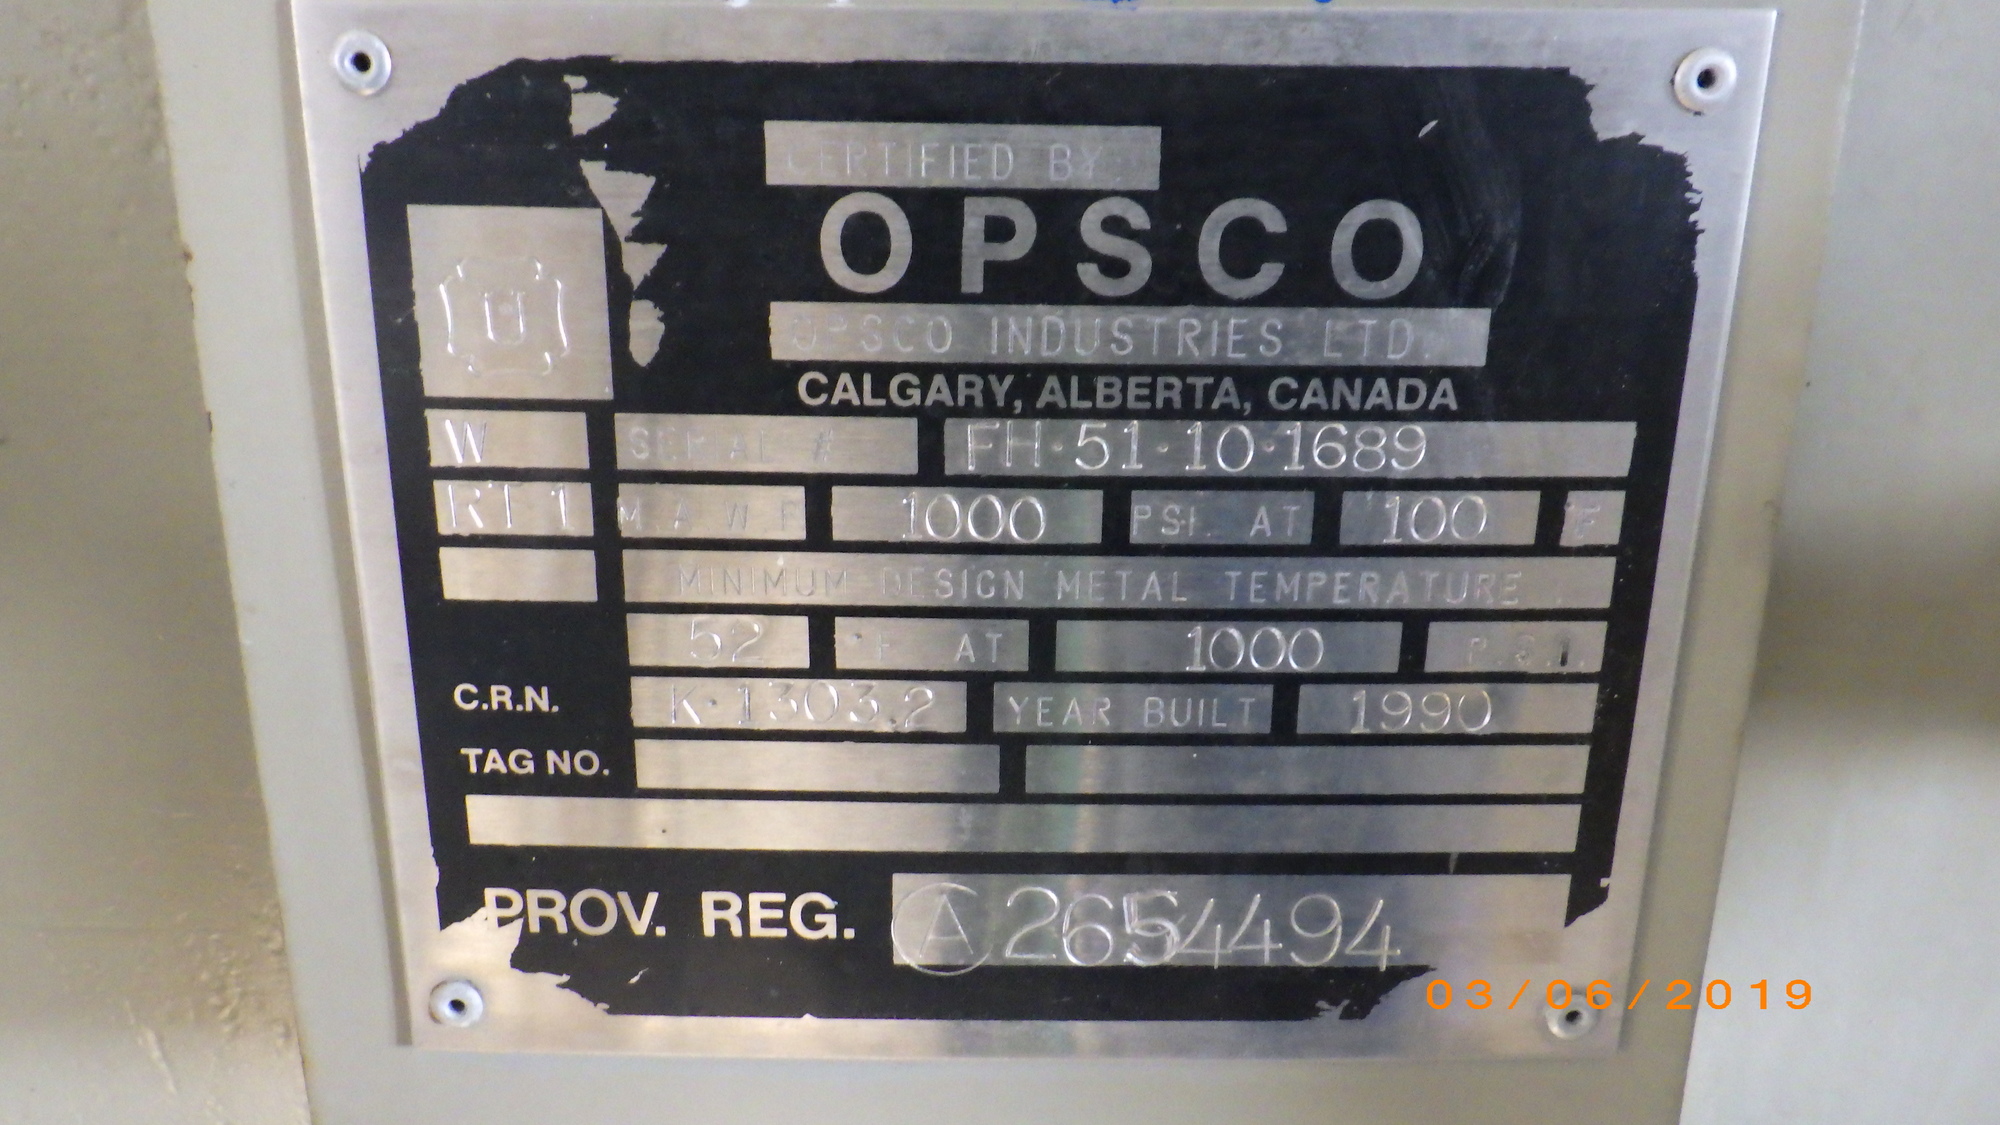 CERTIFIED BY
OPSCO
U
OPSCO INDUSTRIES LTD.
CALGARY, ALBERTA, CANADA
W SERIAL # FH·51·10·1689
RT 1 M.A.W.P. 1000 PSI. AT 100 °F
MINIMUM DESIGN METAL TEMPERATURE
52 °F AT 1000 P.S.I.
C.R.N. K·1303.2 YEAR BUILT 1990
TAG NO.
PROV. REG. A 2654494
03/06/2019